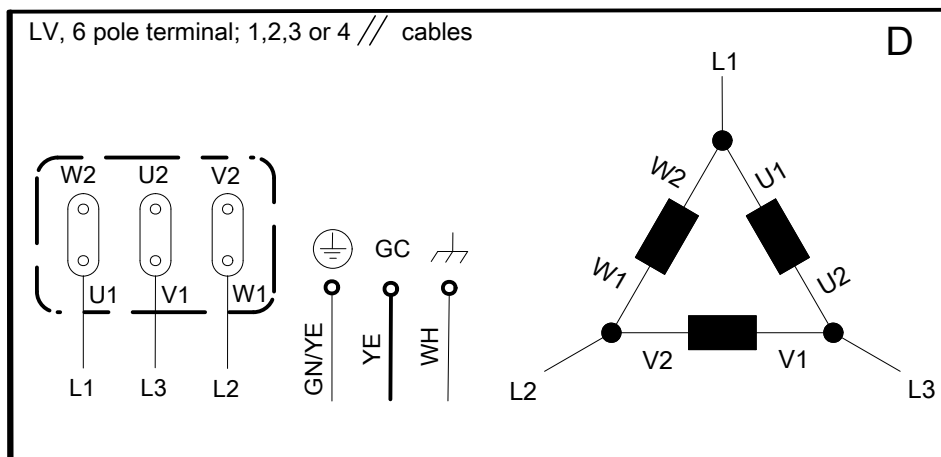 LV, 6 pole terminal; 1,2,3 or 4 // cables
D
W2 U2 V2
U1 V1 W1
L1 L3 L2
GC
GN/YE YE WH
L1
W2 U1
W1 U2
V2 V1
L2 L3